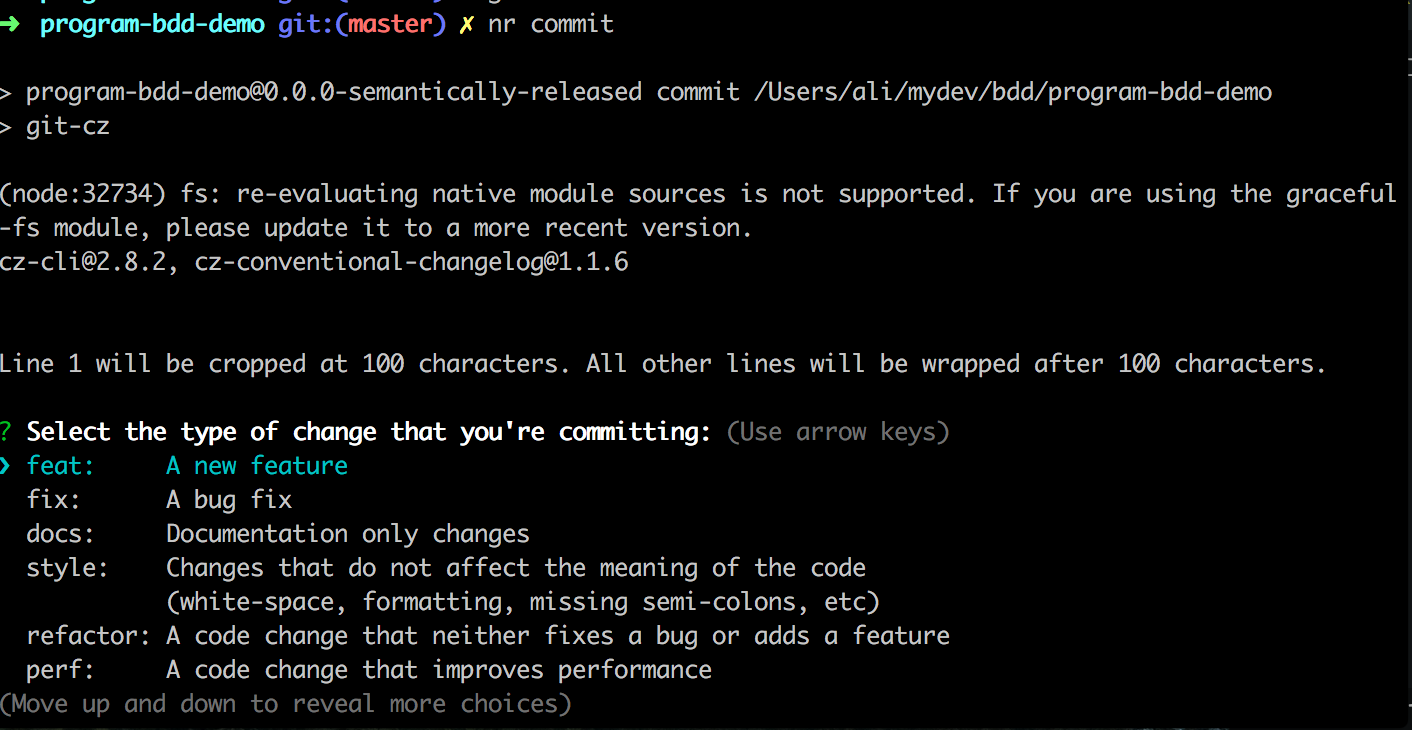 ➜ program-bdd-demo git:(master) ✗ nr commit
> program-bdd-demo@0.0.0-semantically-released commit /Users/ali/mydev/bdd/program-bdd-demo
> git-cz
(node:32734) fs: re-evaluating native module sources is not supported. If you are using the graceful
-fs module, please update it to a more recent version.
cz-cli@2.8.2, cz-conventional-changelog@1.1.6
Line 1 will be cropped at 100 characters. All other lines will be wrapped after 100 characters.
? Select the type of change that you're committing: (Use arrow keys)
❯ feat: A new feature
fix: A bug fix
docs: Documentation only changes
style: Changes that do not affect the meaning of the code
(white-space, formatting, missing semi-colons, etc)
refactor: A code change that neither fixes a bug or adds a feature
perf: A code change that improves performance
(Move up and down to reveal more choices)